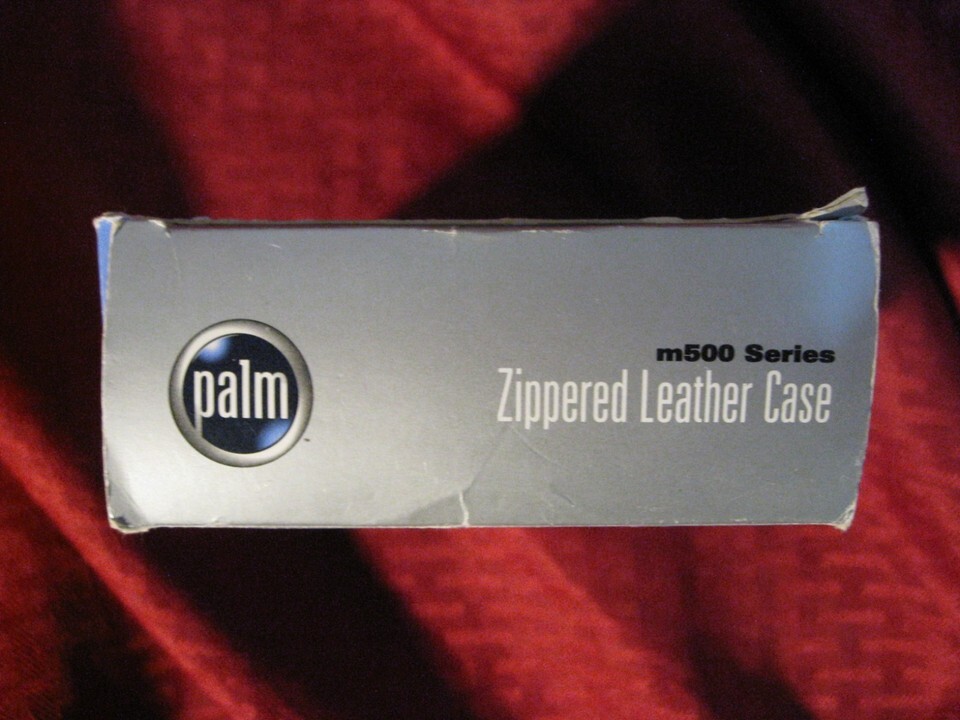 palm
m500 Series
Zippered Leather Case